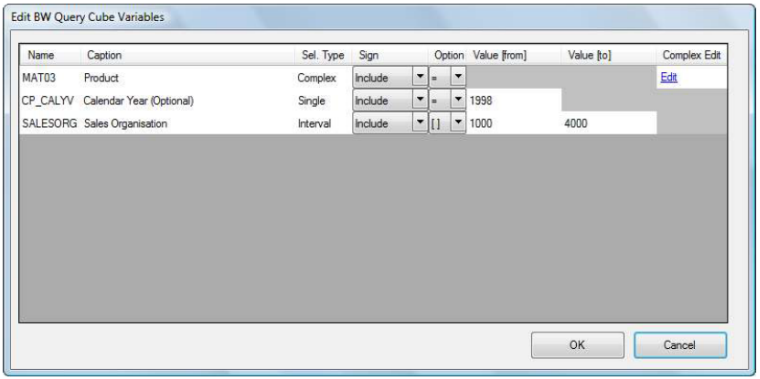 Edit BW Query Cube Variables
Name Caption Sel. Type Sign Option Value [from] Value [to] Complex Edit
MAT03 Product Complex Include = Edit
CP_CALYV Calendar Year (Optional) Single Include = 1998
SALESORG Sales Organisation Interval Include [ ] 1000 4000
OK Cancel